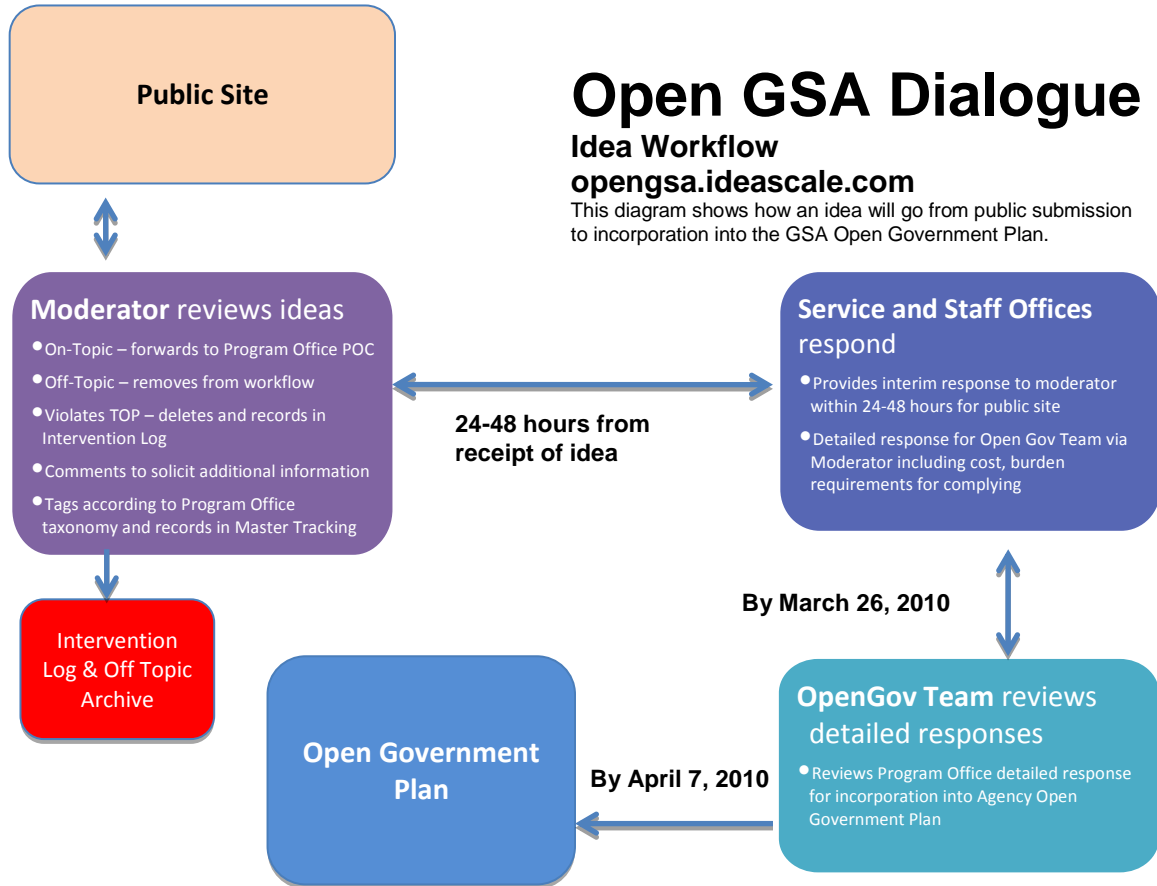 Public Site
Open GSA Dialogue
Idea Workflow
opengsa.ideascale.com
This diagram shows how an idea will go from public submission
to incorporation into the GSA Open Government Plan.
Moderator reviews ideas
•On-Topic – forwards to Program Office POC
•Off-Topic – removes from workflow
•Violates TOP – deletes and records in
Intervention Log
•Comments to solicit additional information
•Tags according to Program Office
taxonomy and records in Master Tracking
24-48 hours from
receipt of idea
Service and Staff Offices
respond
•Provides interim response to moderator
within 24-48 hours for public site
•Detailed response for Open Gov Team via
Moderator including cost, burden
requirements for complying
Intervention
Log & Off Topic
Archive
By March 26, 2010
OpenGov Team reviews
detailed responses
•Reviews Program Office detailed response
for incorporation into Agency Open
Government Plan
By April 7, 2010
Open Government
Plan